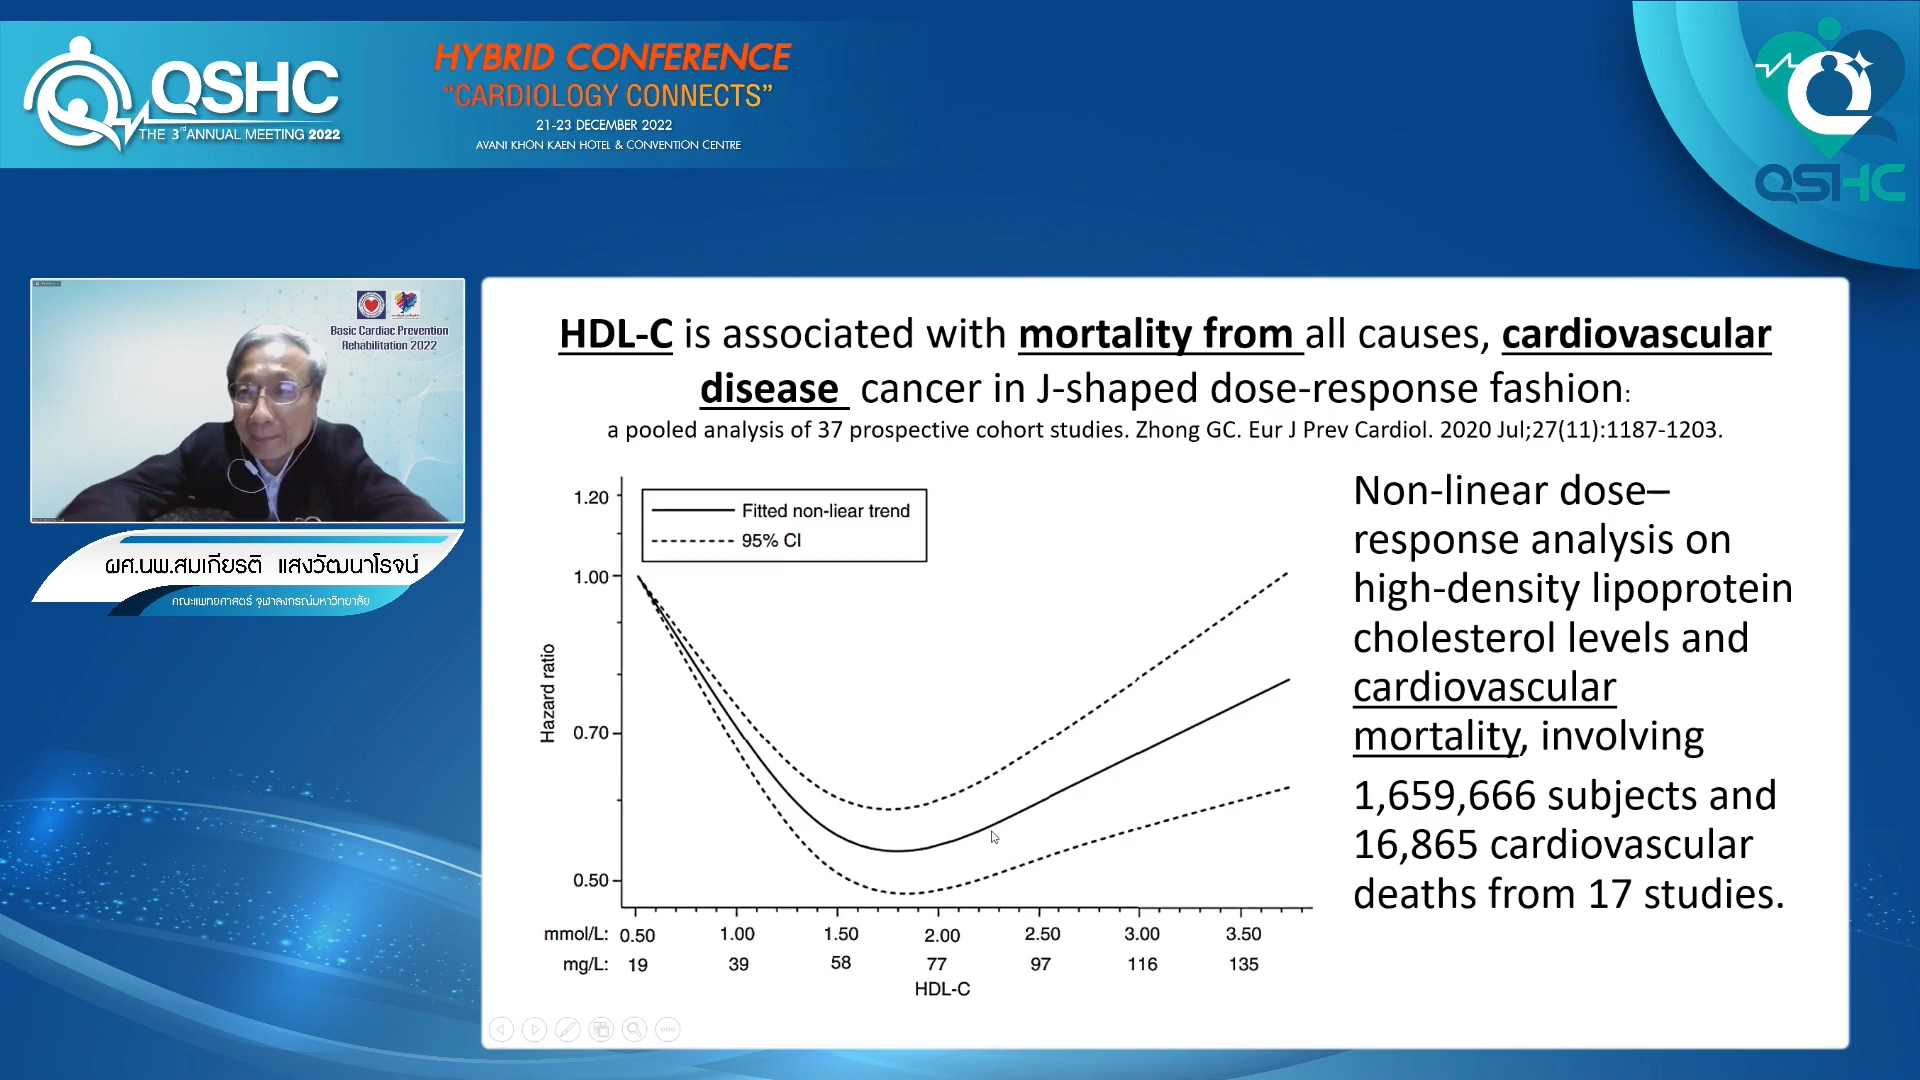 QSHC
THE 3rd ANNUAL MEETING 2022
HYBRID CONFERENCE
“CARDIOLOGY CONNECTS”
21-23 DECEMBER 2022
AVANI KHON KAEN HOTEL & CONVENTION CENTRE
QSHC
Basic Cardiac Prevention
Rehabilitation 2022
ผศ.นพ.สมเกียรติ แสงวัฒนาโรจน์
คณะแพทยศาสตร์ จุฬาลงกรณ์มหาวิทยาลัย
HDL-C is associated with mortality from all causes, cardiovascular
disease cancer in J-shaped dose-response fashion:
a pooled analysis of 37 prospective cohort studies. Zhong GC. Eur J Prev Cardiol. 2020 Jul;27(11):1187-1203.
Fitted non-liear trend
95% CI
1.20
1.00
0.70
0.50
Hazard ratio
mmol/L: 0.50 1.00 1.50 2.00 2.50 3.00 3.50
mg/L: 19 39 58 77 97 116 135
HDL-C
Non-linear dose–
response analysis on
high-density lipoprotein
cholesterol levels and
cardiovascular
mortality, involving
1,659,666 subjects and
16,865 cardiovascular
deaths from 17 studies.